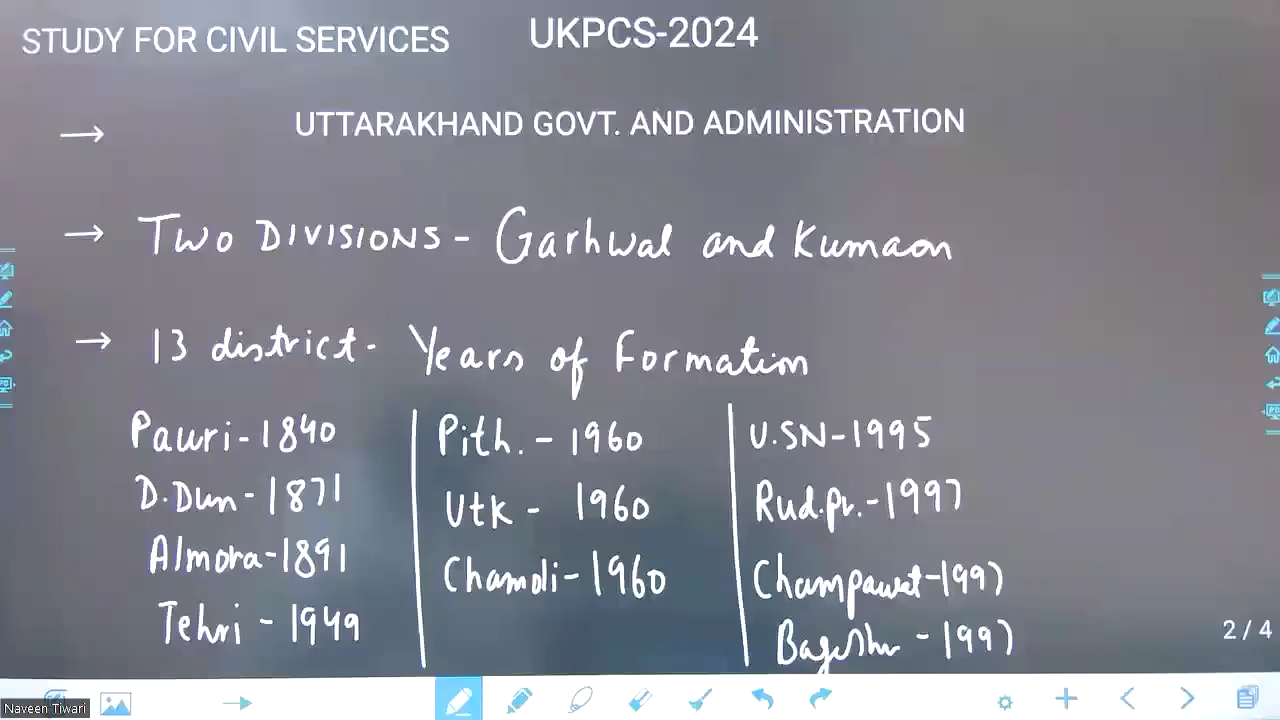 STUDY FOR CIVIL SERVICES
UKPCS-2024
→ UTTARAKHAND GOVT. AND ADMINISTRATION
→ TWO DIVISIONS - Garhwal and Kumaon
→ 13 district - Years of Formation
Pauri - 1840
D.Dun - 1871
Almora - 1891
Tehri - 1949
Pith. - 1960
Utk - 1960
Chamoli - 1960
U.SN - 1995
Rud.pr. - 1997
Champawat - 1997
Bageshw - 1997
2 / 4
Naveen Tiwari